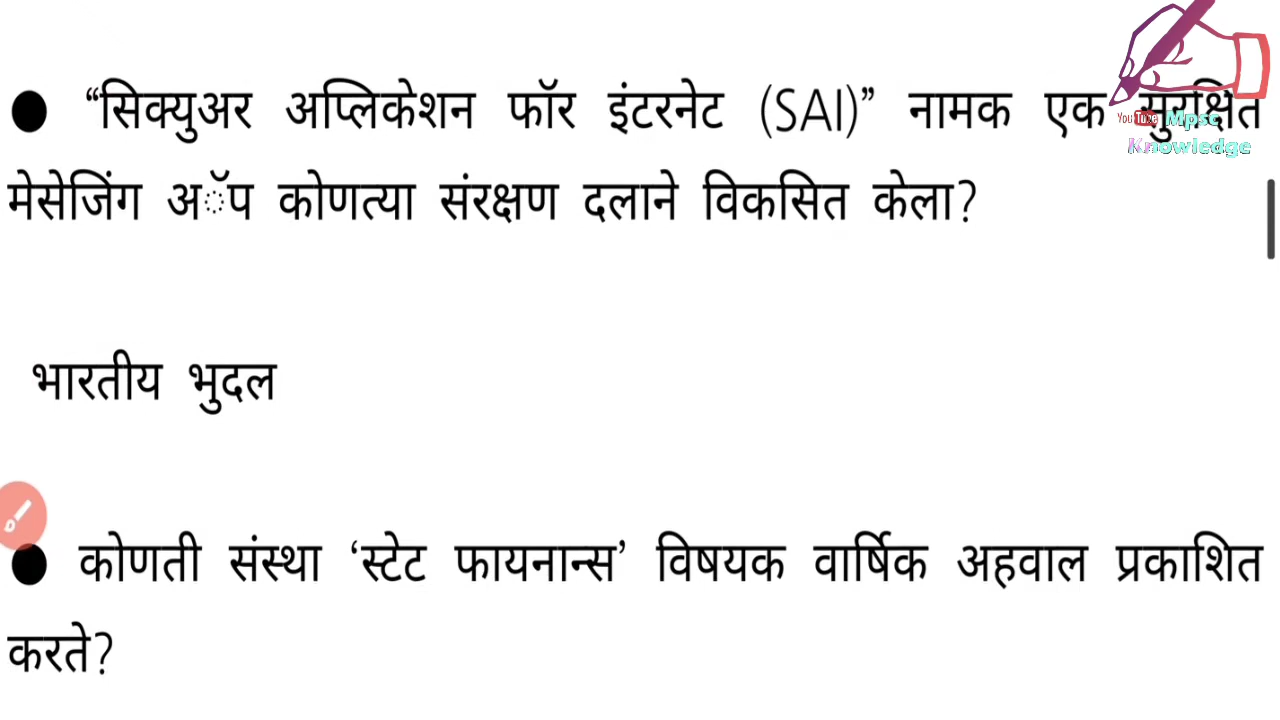 ● “सिक्युअर अप्लिकेशन फॉर इंटरनेट (SAI)” नामक एक सुरक्षित
मेसेजिंग अॅप कोणत्या संरक्षण दलाने विकसित केला?
YouTube Mpsc
Knowledge
भारतीय भुदल
● कोणती संस्था ‘स्टेट फायनान्स’ विषयक वार्षिक अहवाल प्रकाशित
करते?